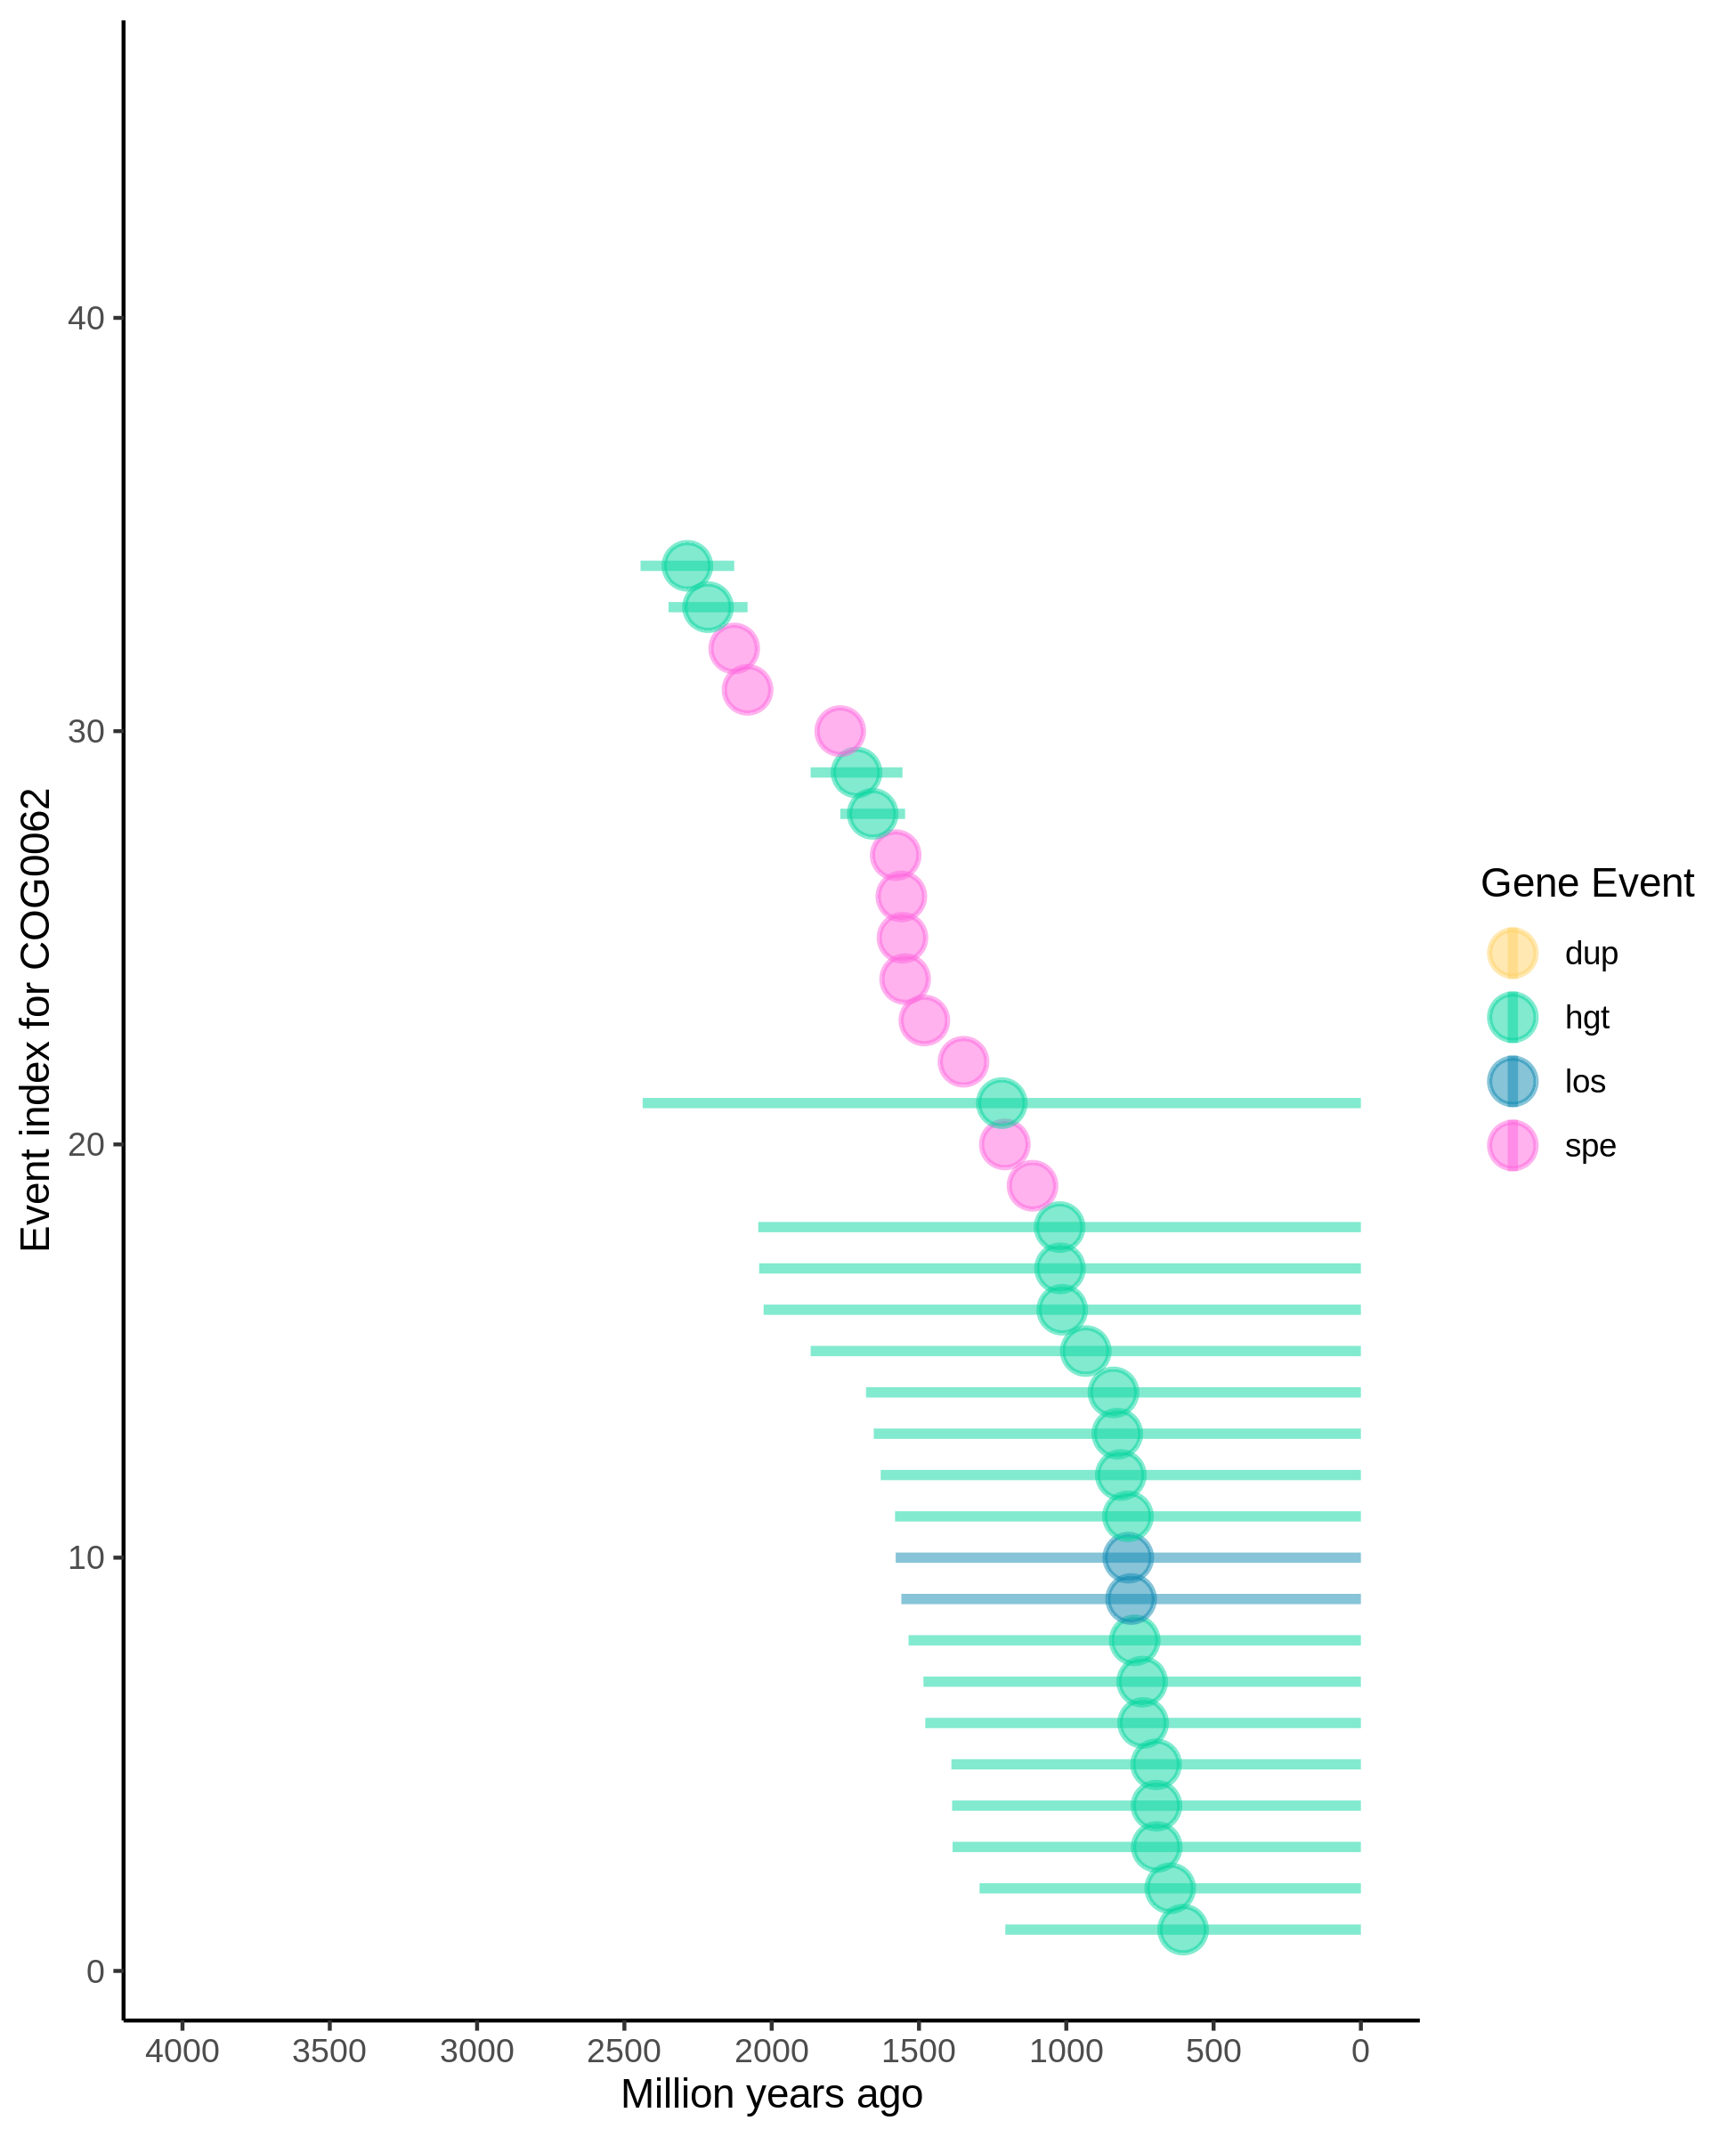 Event index for COG0062
40
30
20
10
0
4000 3500 3000 2500 2000 1500 1000 500 0
Million years ago
Gene Event
dup
hgt
los
spe